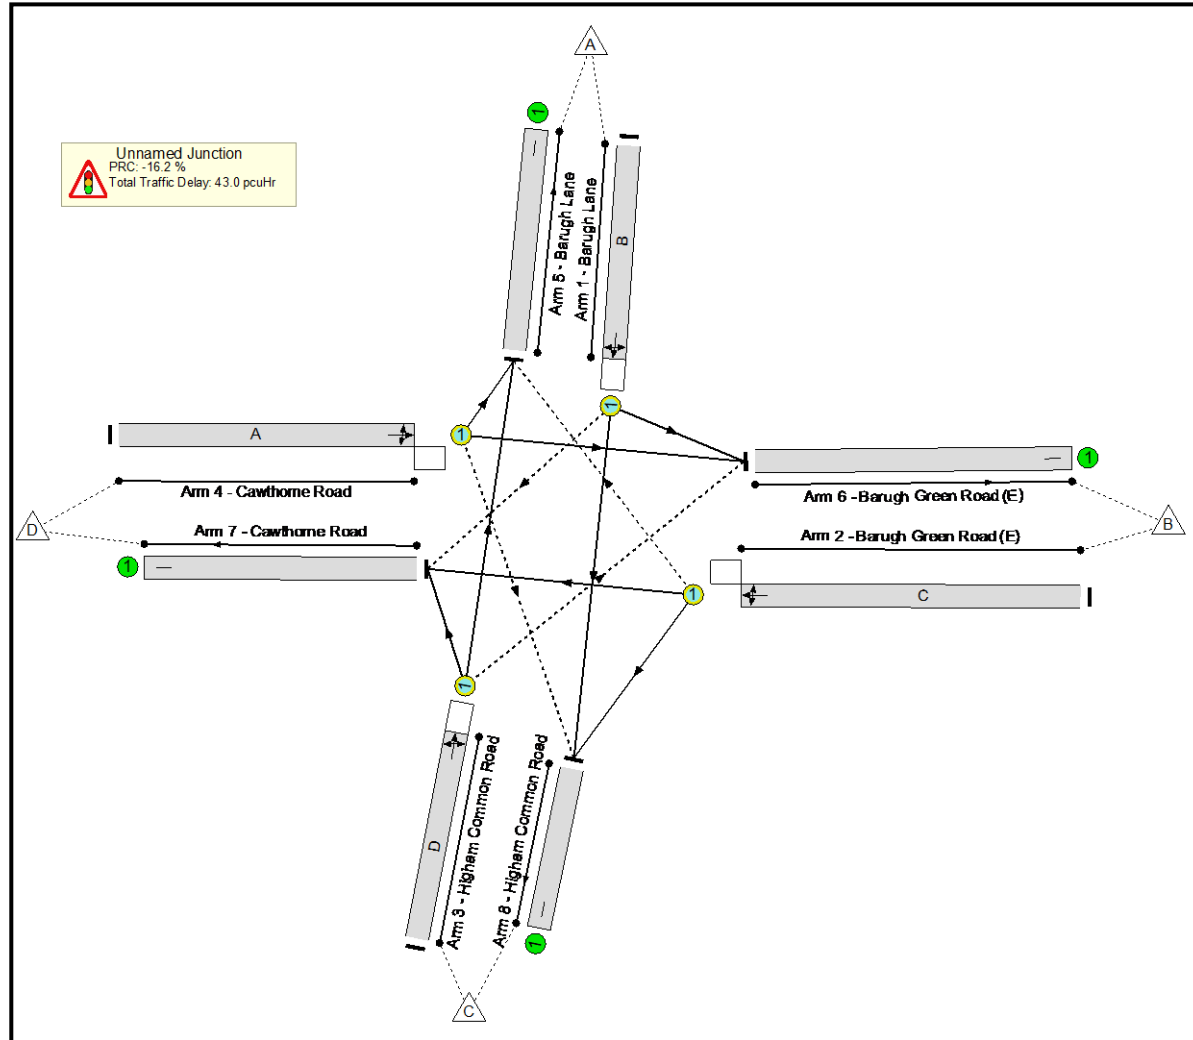 A
1
Unnamed Junction
PRC: -16.2 %
Total Traffic Delay: 43.0 pcuHr
Arm 5 - Barugh Lane
Arm 1 - Barugh Lane
B
1
A
1
1
Arm 4 - Cawthorne Road
Arm 6 - Barugh Green Road (E)
D
B
Arm 7 - Cawthorne Road
Arm 2 - Barugh Green Road (E)
1
1
C
1
D
Arm 3 - Higham Common Road
Arm 8 - Higham Common Road
1
C